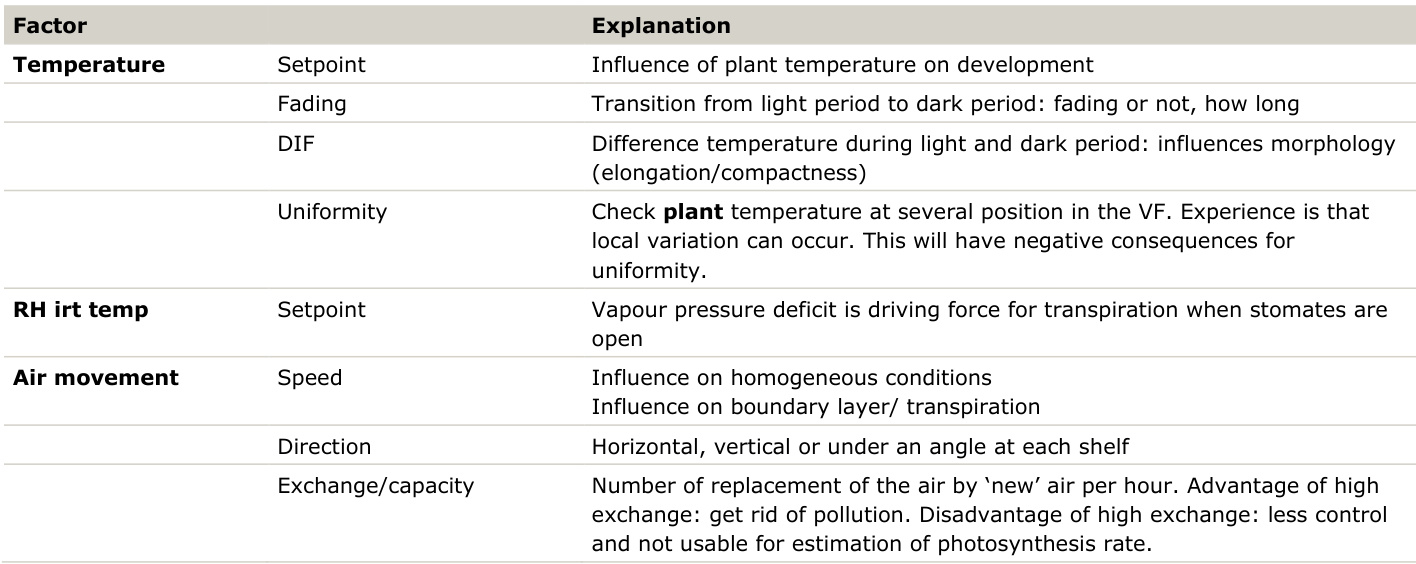 Factor Explanation
Temperature Setpoint Influence of plant temperature on development
Fading Transition from light period to dark period: fading or not, how long
DIF Difference temperature during light and dark period: influences morphology
(elongation/compactness)
Uniformity Check plant temperature at several position in the VF. Experience is that
local variation can occur. This will have negative consequences for
uniformity.
RH irt temp Setpoint Vapour pressure deficit is driving force for transpiration when stomates are
open
Air movement Speed Influence on homogeneous conditions
Influence on boundary layer/ transpiration
Direction Horizontal, vertical or under an angle at each shelf
Exchange/capacity Number of replacement of the air by ‘new’ air per hour. Advantage of high
exchange: get rid of pollution. Disadvantage of high exchange: less control
and not usable for estimation of photosynthesis rate.